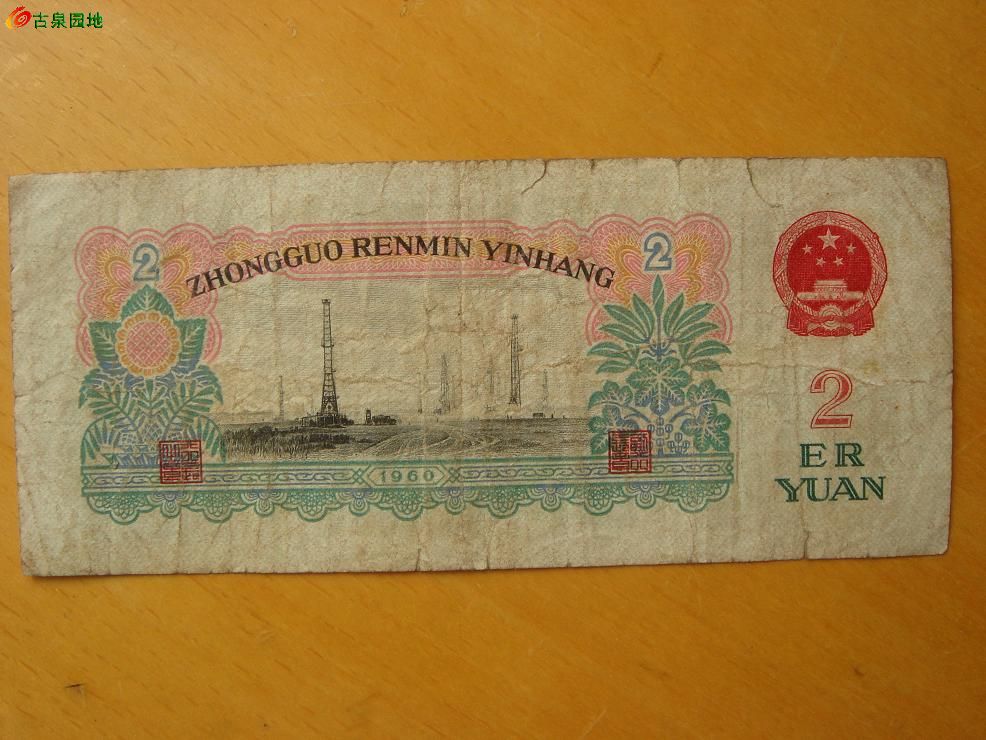 古泉园地
2
ZHONGGUO RENMIN YINHANG
2
2
ER
YUAN
1960